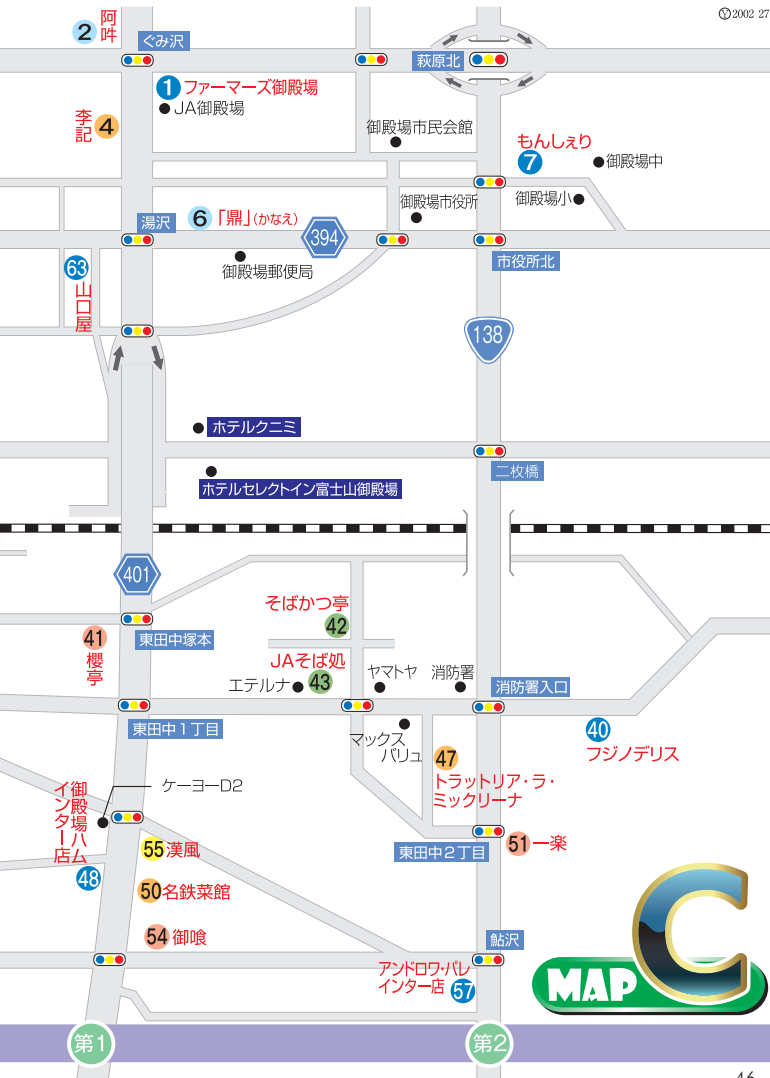 Ⓨ2002 27
阿吽
2
ぐみ沢
萩原北
1 ファーマーズ御殿場
JA御殿場
李記
4
御殿場市民会館
もんしぇり
7
御殿場中
御殿場小
御殿場市役所
湯沢
6 「鼎」(かなえ)
394
市役所北
御殿場郵便局
63
山口屋
138
ホテルクニミ
二枚橋
ホテルセレクトイン富士山御殿場
401
そばかつ亭
42
41
櫻亭
東田中塚本
JAそば処
43
エテルナ
ヤマトヤ
消防署
消防署入口
東田中1丁目
マックス
バリュ
40
フジノデリス
47
トラットリア・ラ・
ミックリーナ
ケーヨーD2
御殿場ハム
インター店
48
東田中2丁目
51 一楽
55 漢風
50 名鉄菜館
54 御喰
鮎沢
アンドロワ・パレ
インター店 57
MAP C
第1
第2
46